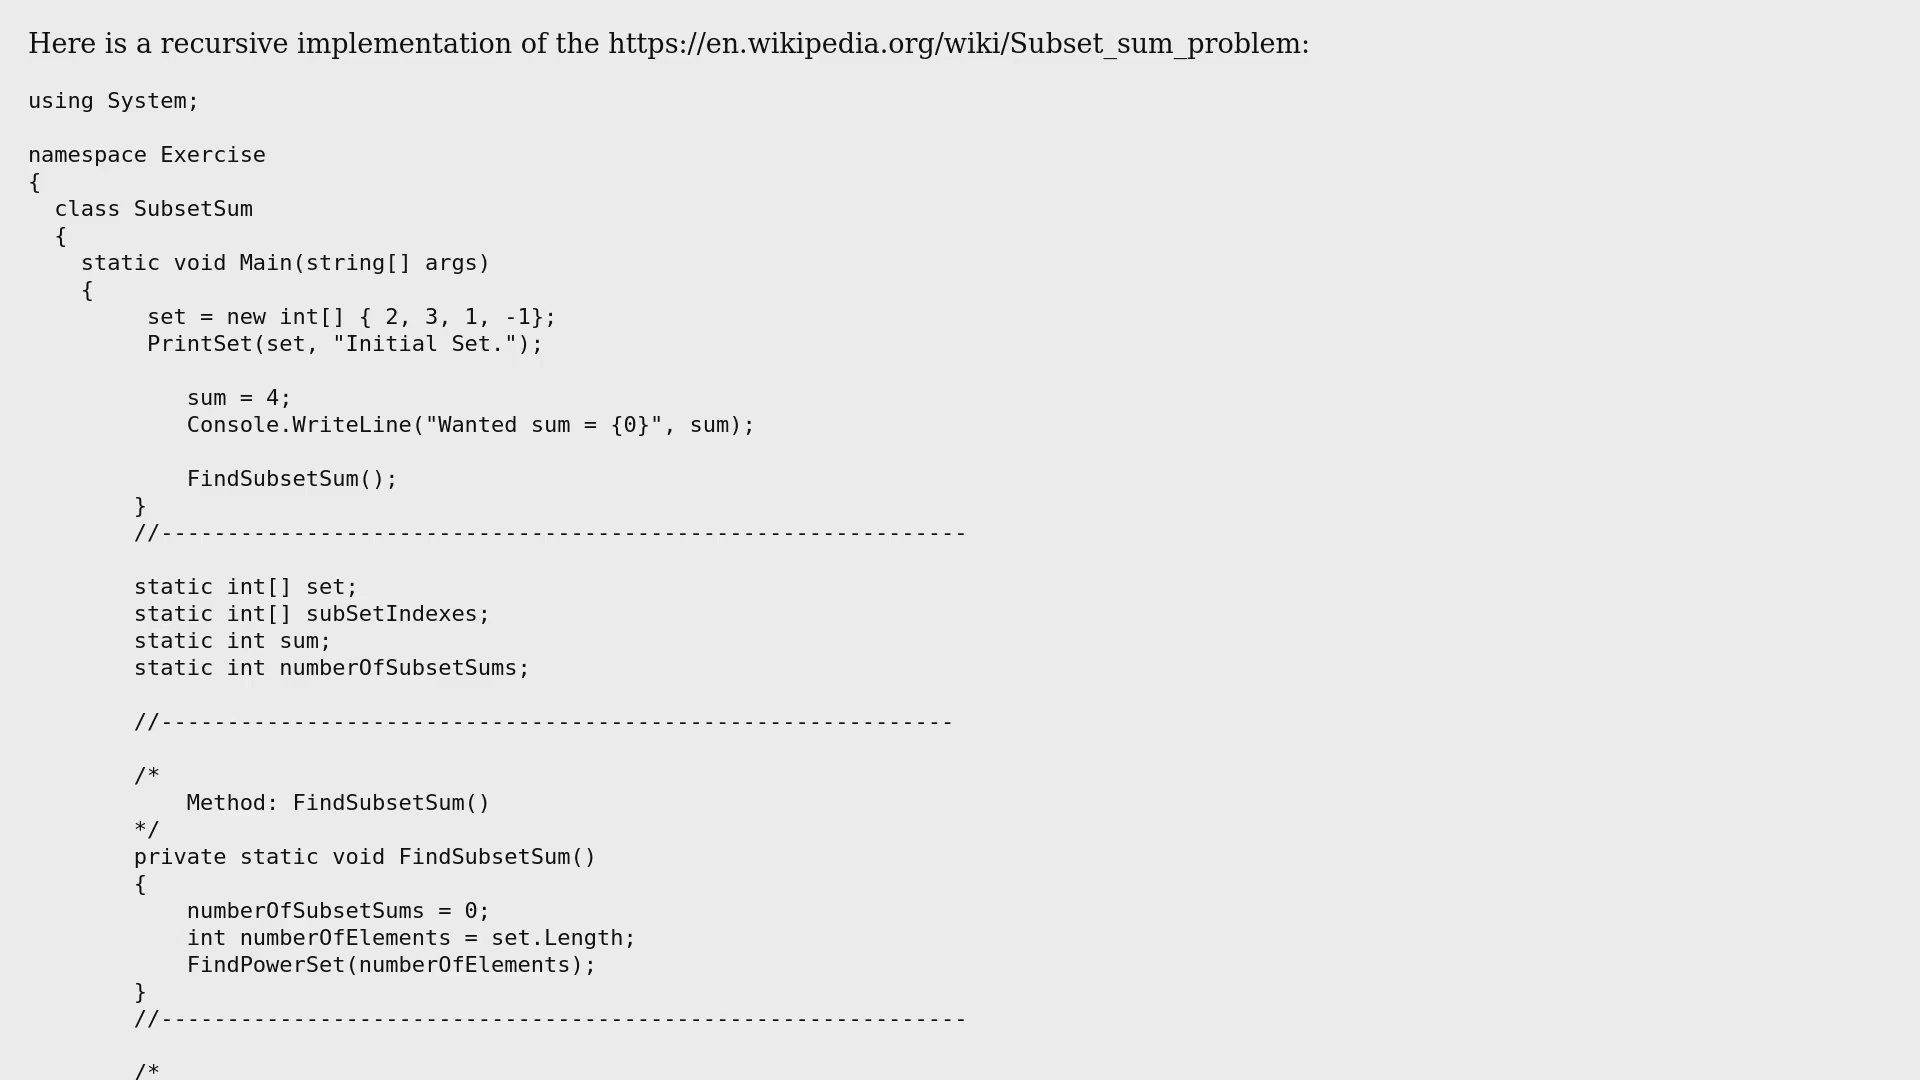 Here is a recursive implementation of the https://en.wikipedia.org/wiki/Subset_sum_problem:
using System;
namespace Exercise
{
class SubsetSum
{
static void Main(string[] args)
{
set = new int[] { 2, 3, 1, -1};
PrintSet(set, "Initial Set.");
sum = 4;
Console.WriteLine("Wanted sum = {0}", sum);
FindSubsetSum();
}
//-------------------------------------------------------------
static int[] set;
static int[] subSetIndexes;
static int sum;
static int numberOfSubsetSums;
//------------------------------------------------------------
/*
Method: FindSubsetSum()
*/
private static void FindSubsetSum()
{
numberOfSubsetSums = 0;
int numberOfElements = set.Length;
FindPowerSet(numberOfElements);
}
//-------------------------------------------------------------
/*